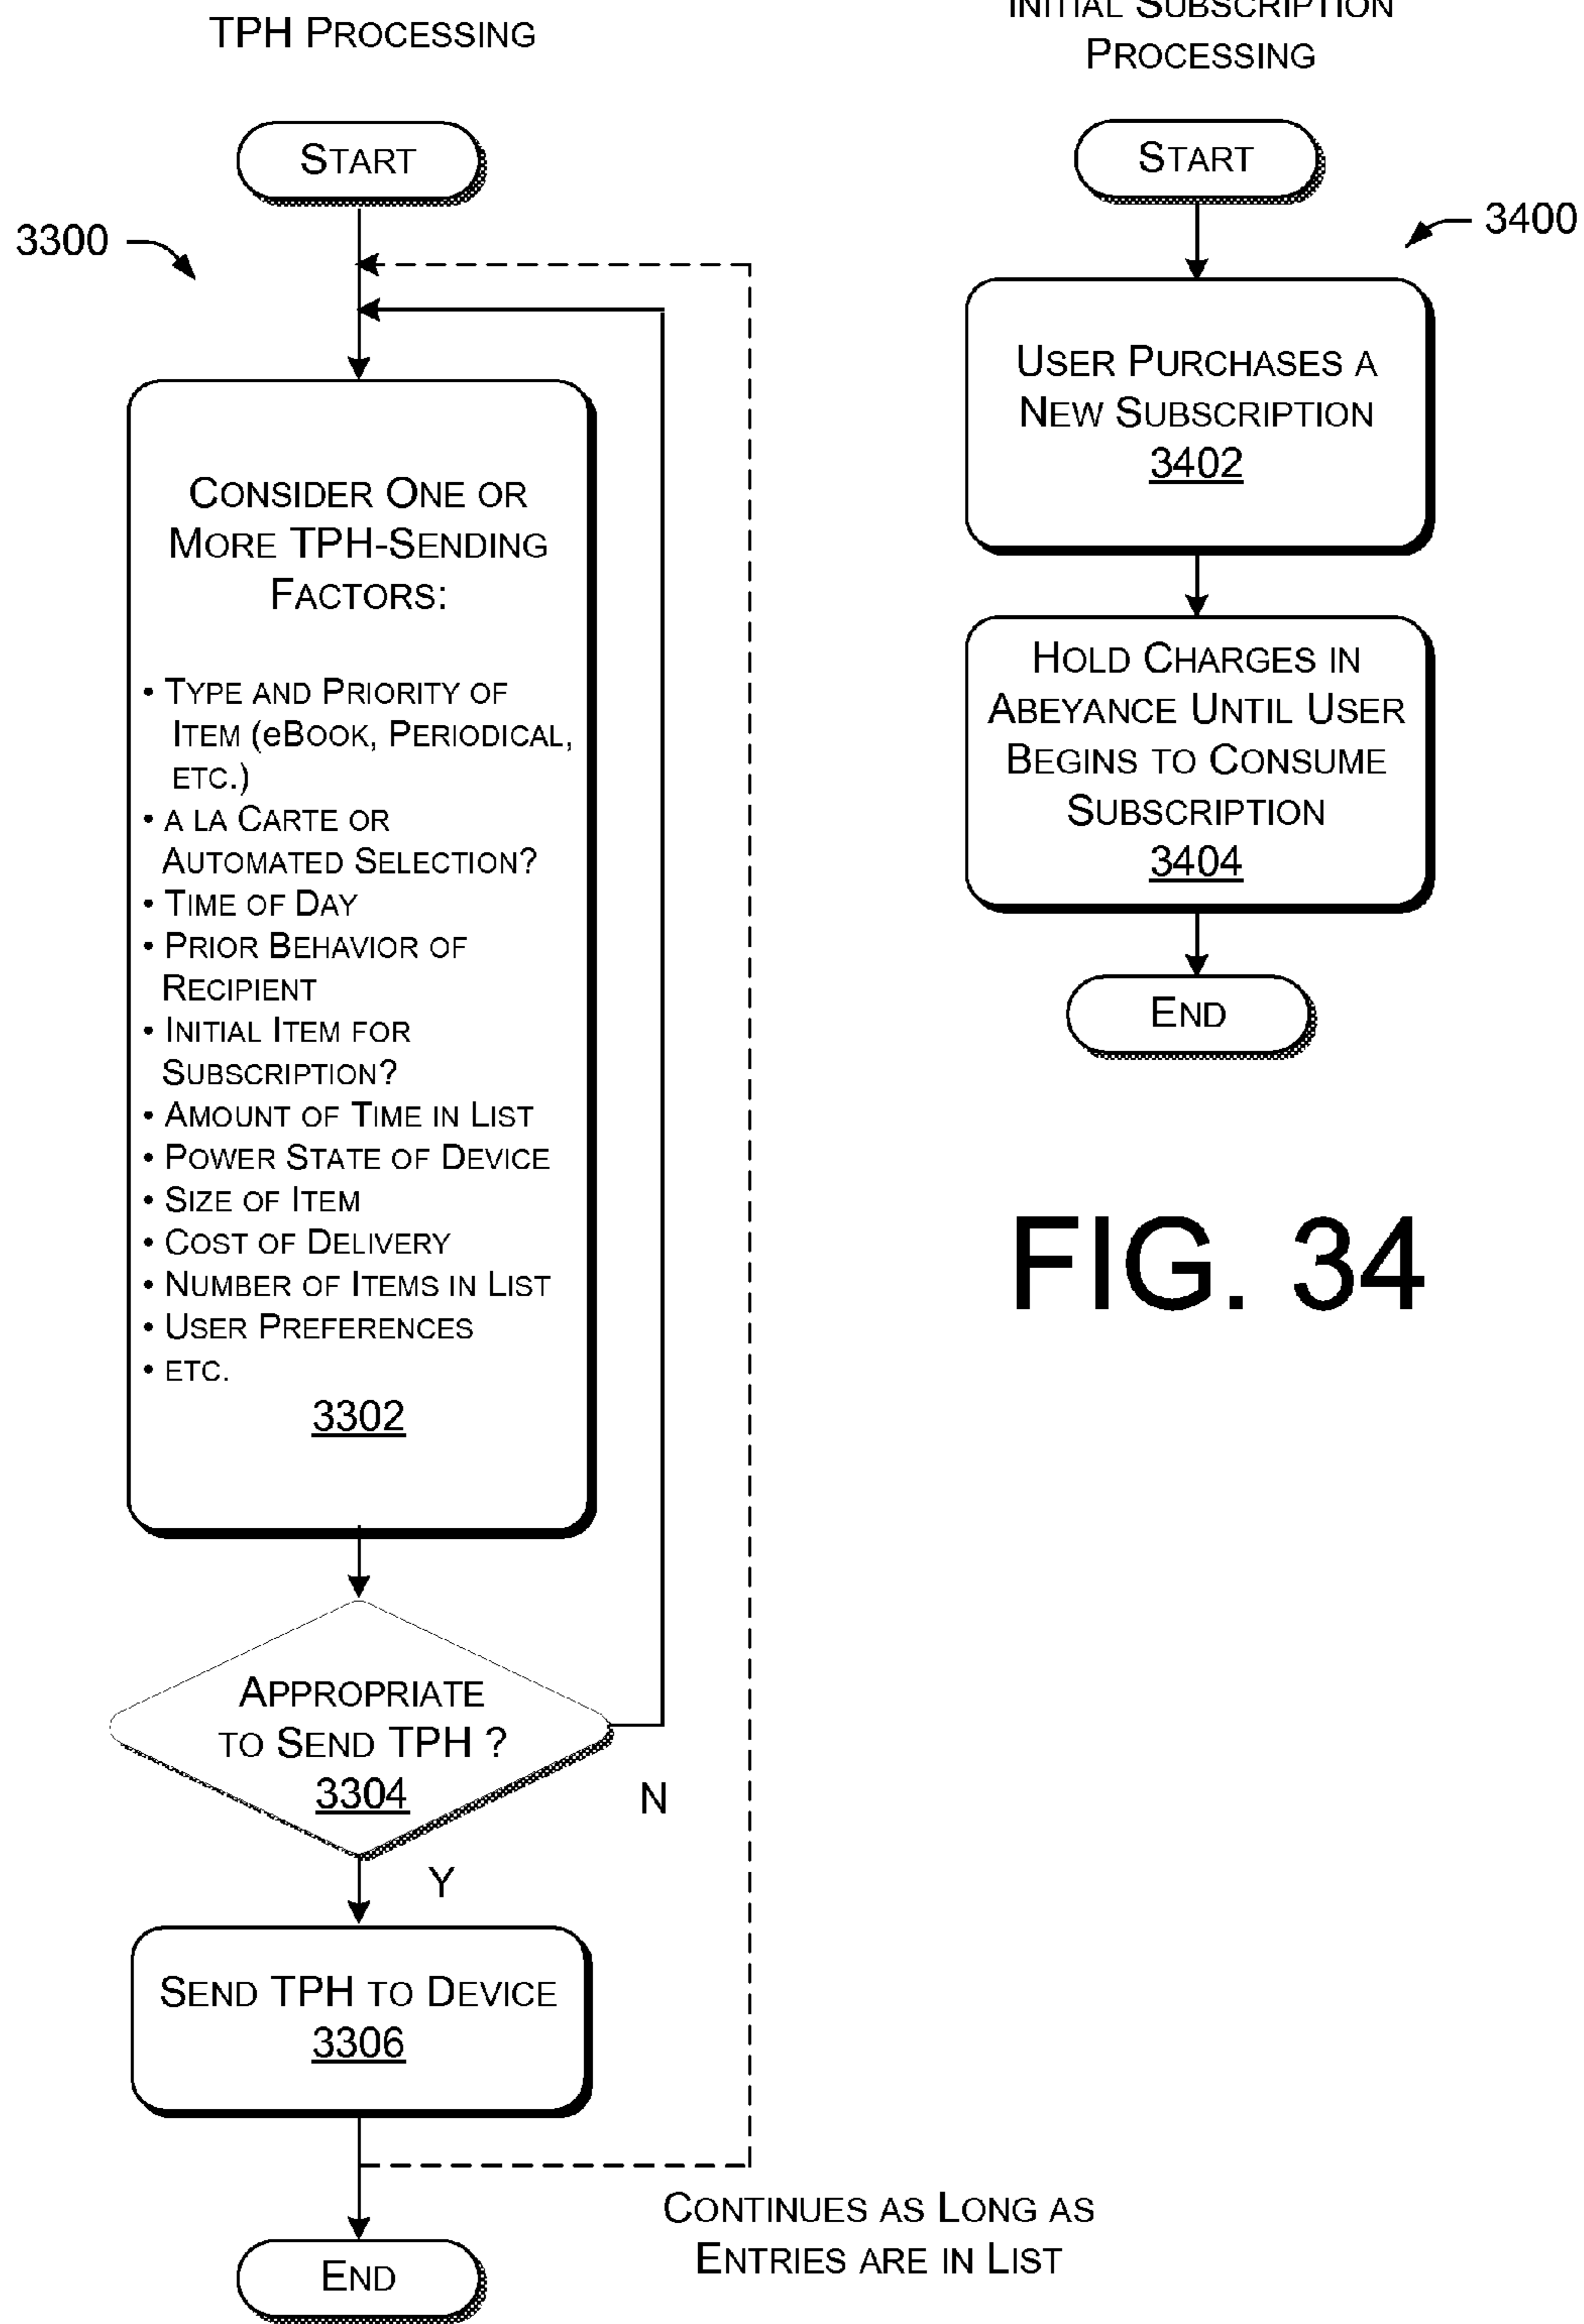 TPH PROCESSING
START
3300
CONSIDER ONE OR
MORE TPH-SENDING
FACTORS:
• TYPE AND PRIORITY OF
ITEM (eBOOK, PERIODICAL,
ETC.)
• A LA CARTE OR
AUTOMATED SELECTION?
• TIME OF DAY
• PRIOR BEHAVIOR OF
RECIPIENT
• INITIAL ITEM FOR
SUBSCRIPTION?
• AMOUNT OF TIME IN LIST
• POWER STATE OF DEVICE
• SIZE OF ITEM
• COST OF DELIVERY
• NUMBER OF ITEMS IN LIST
• USER PREFERENCES
• ETC.
3302
APPROPRIATE
TO SEND TPH ?
3304
N
Y
SEND TPH TO DEVICE
3306
CONTINUES AS LONG AS
ENTRIES ARE IN LIST
END
INITIAL SUBSCRIPTION
PROCESSING
START
3400
USER PURCHASES A
NEW SUBSCRIPTION
3402
HOLD CHARGES IN
ABEYANCE UNTIL USER
BEGINS TO CONSUME
SUBSCRIPTION
3404
END
FIG. 34